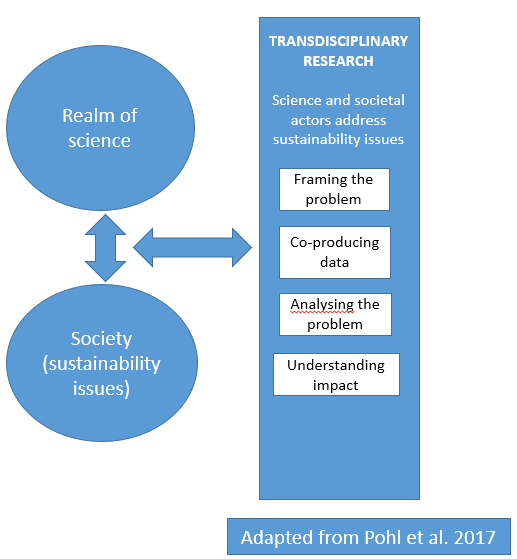 Realm of
science
Society
(sustainability
issues)
TRANSDISCIPLINARY
RESEARCH
Science and societal
actors address
sustainability issues
Framing the
problem
Co-producing
data
Analysing the
problem
Understanding
impact
Adapted from Pohl et al. 2017